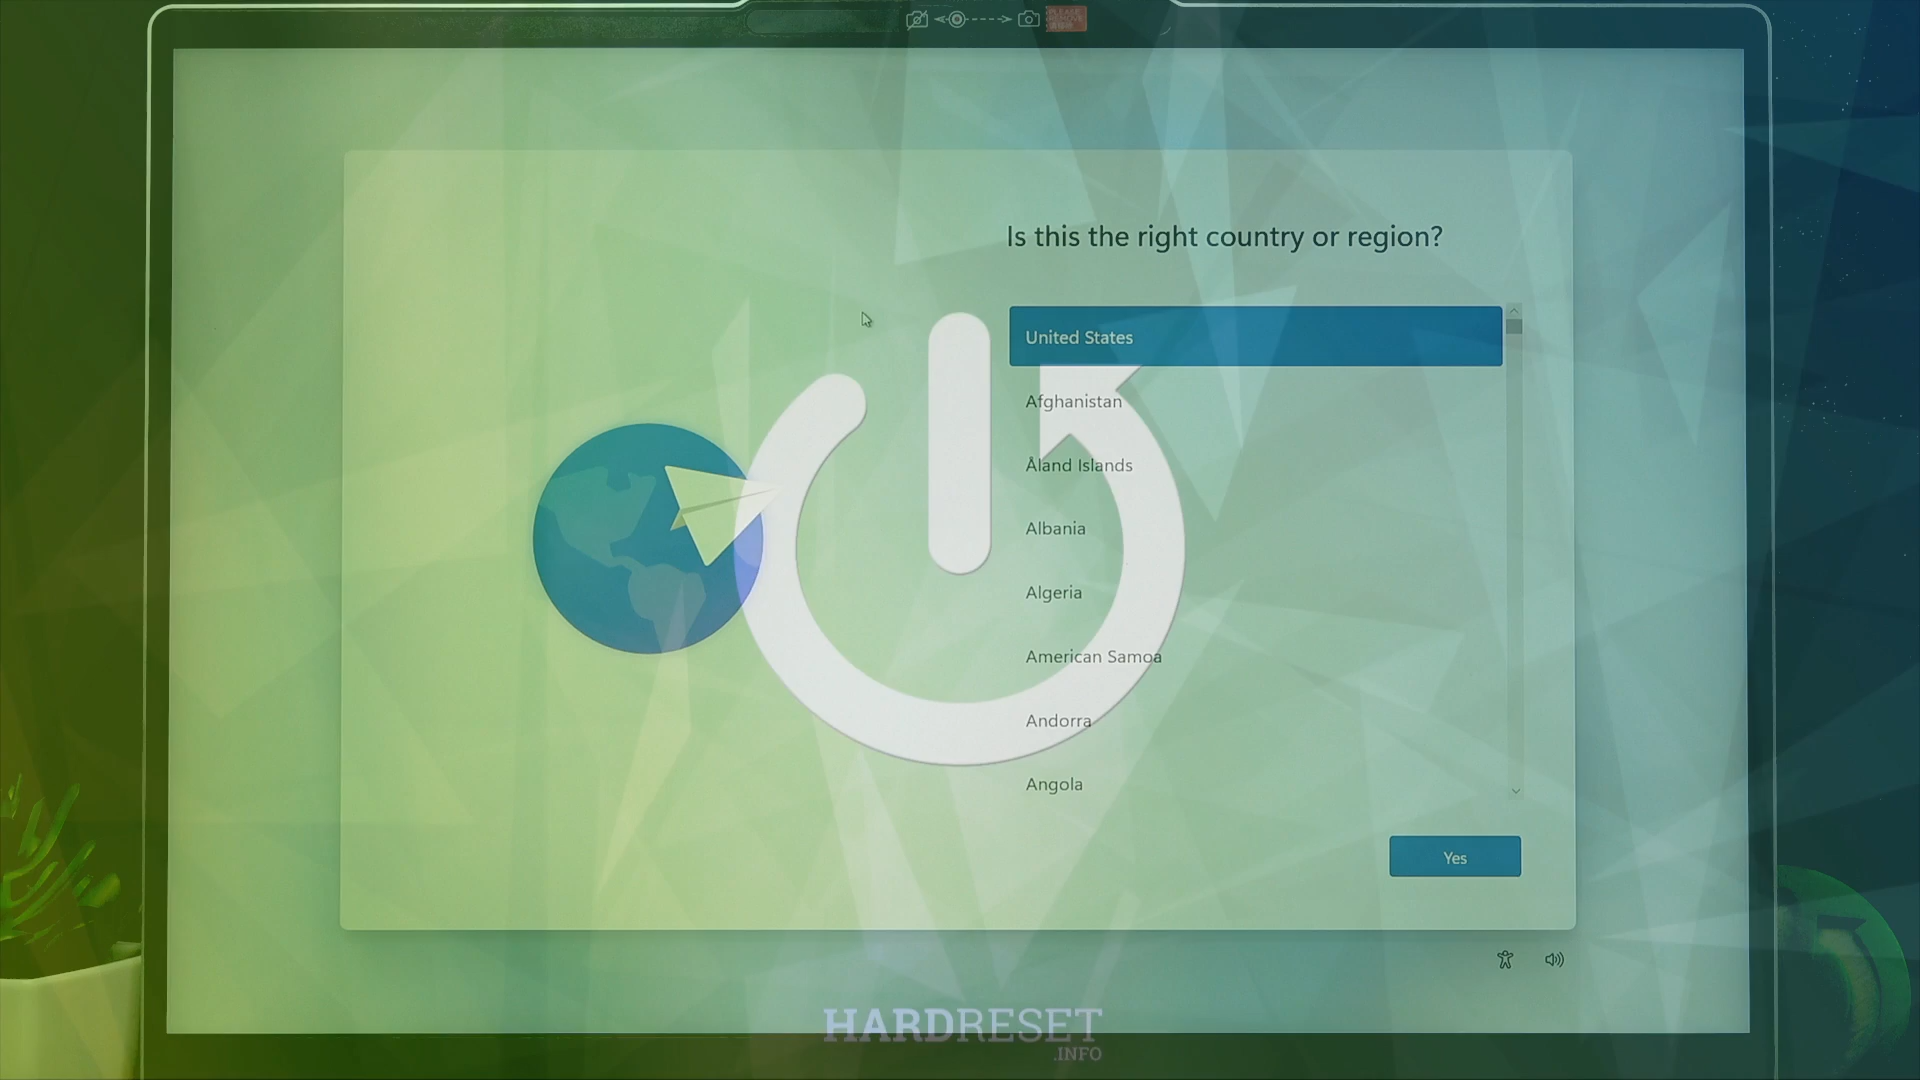 Is this the right country or region?
United States
Afghanistan
Åland Islands
Albania
Algeria
American Samoa
Andorra
Angola
Yes
HARDRESET
.INFO